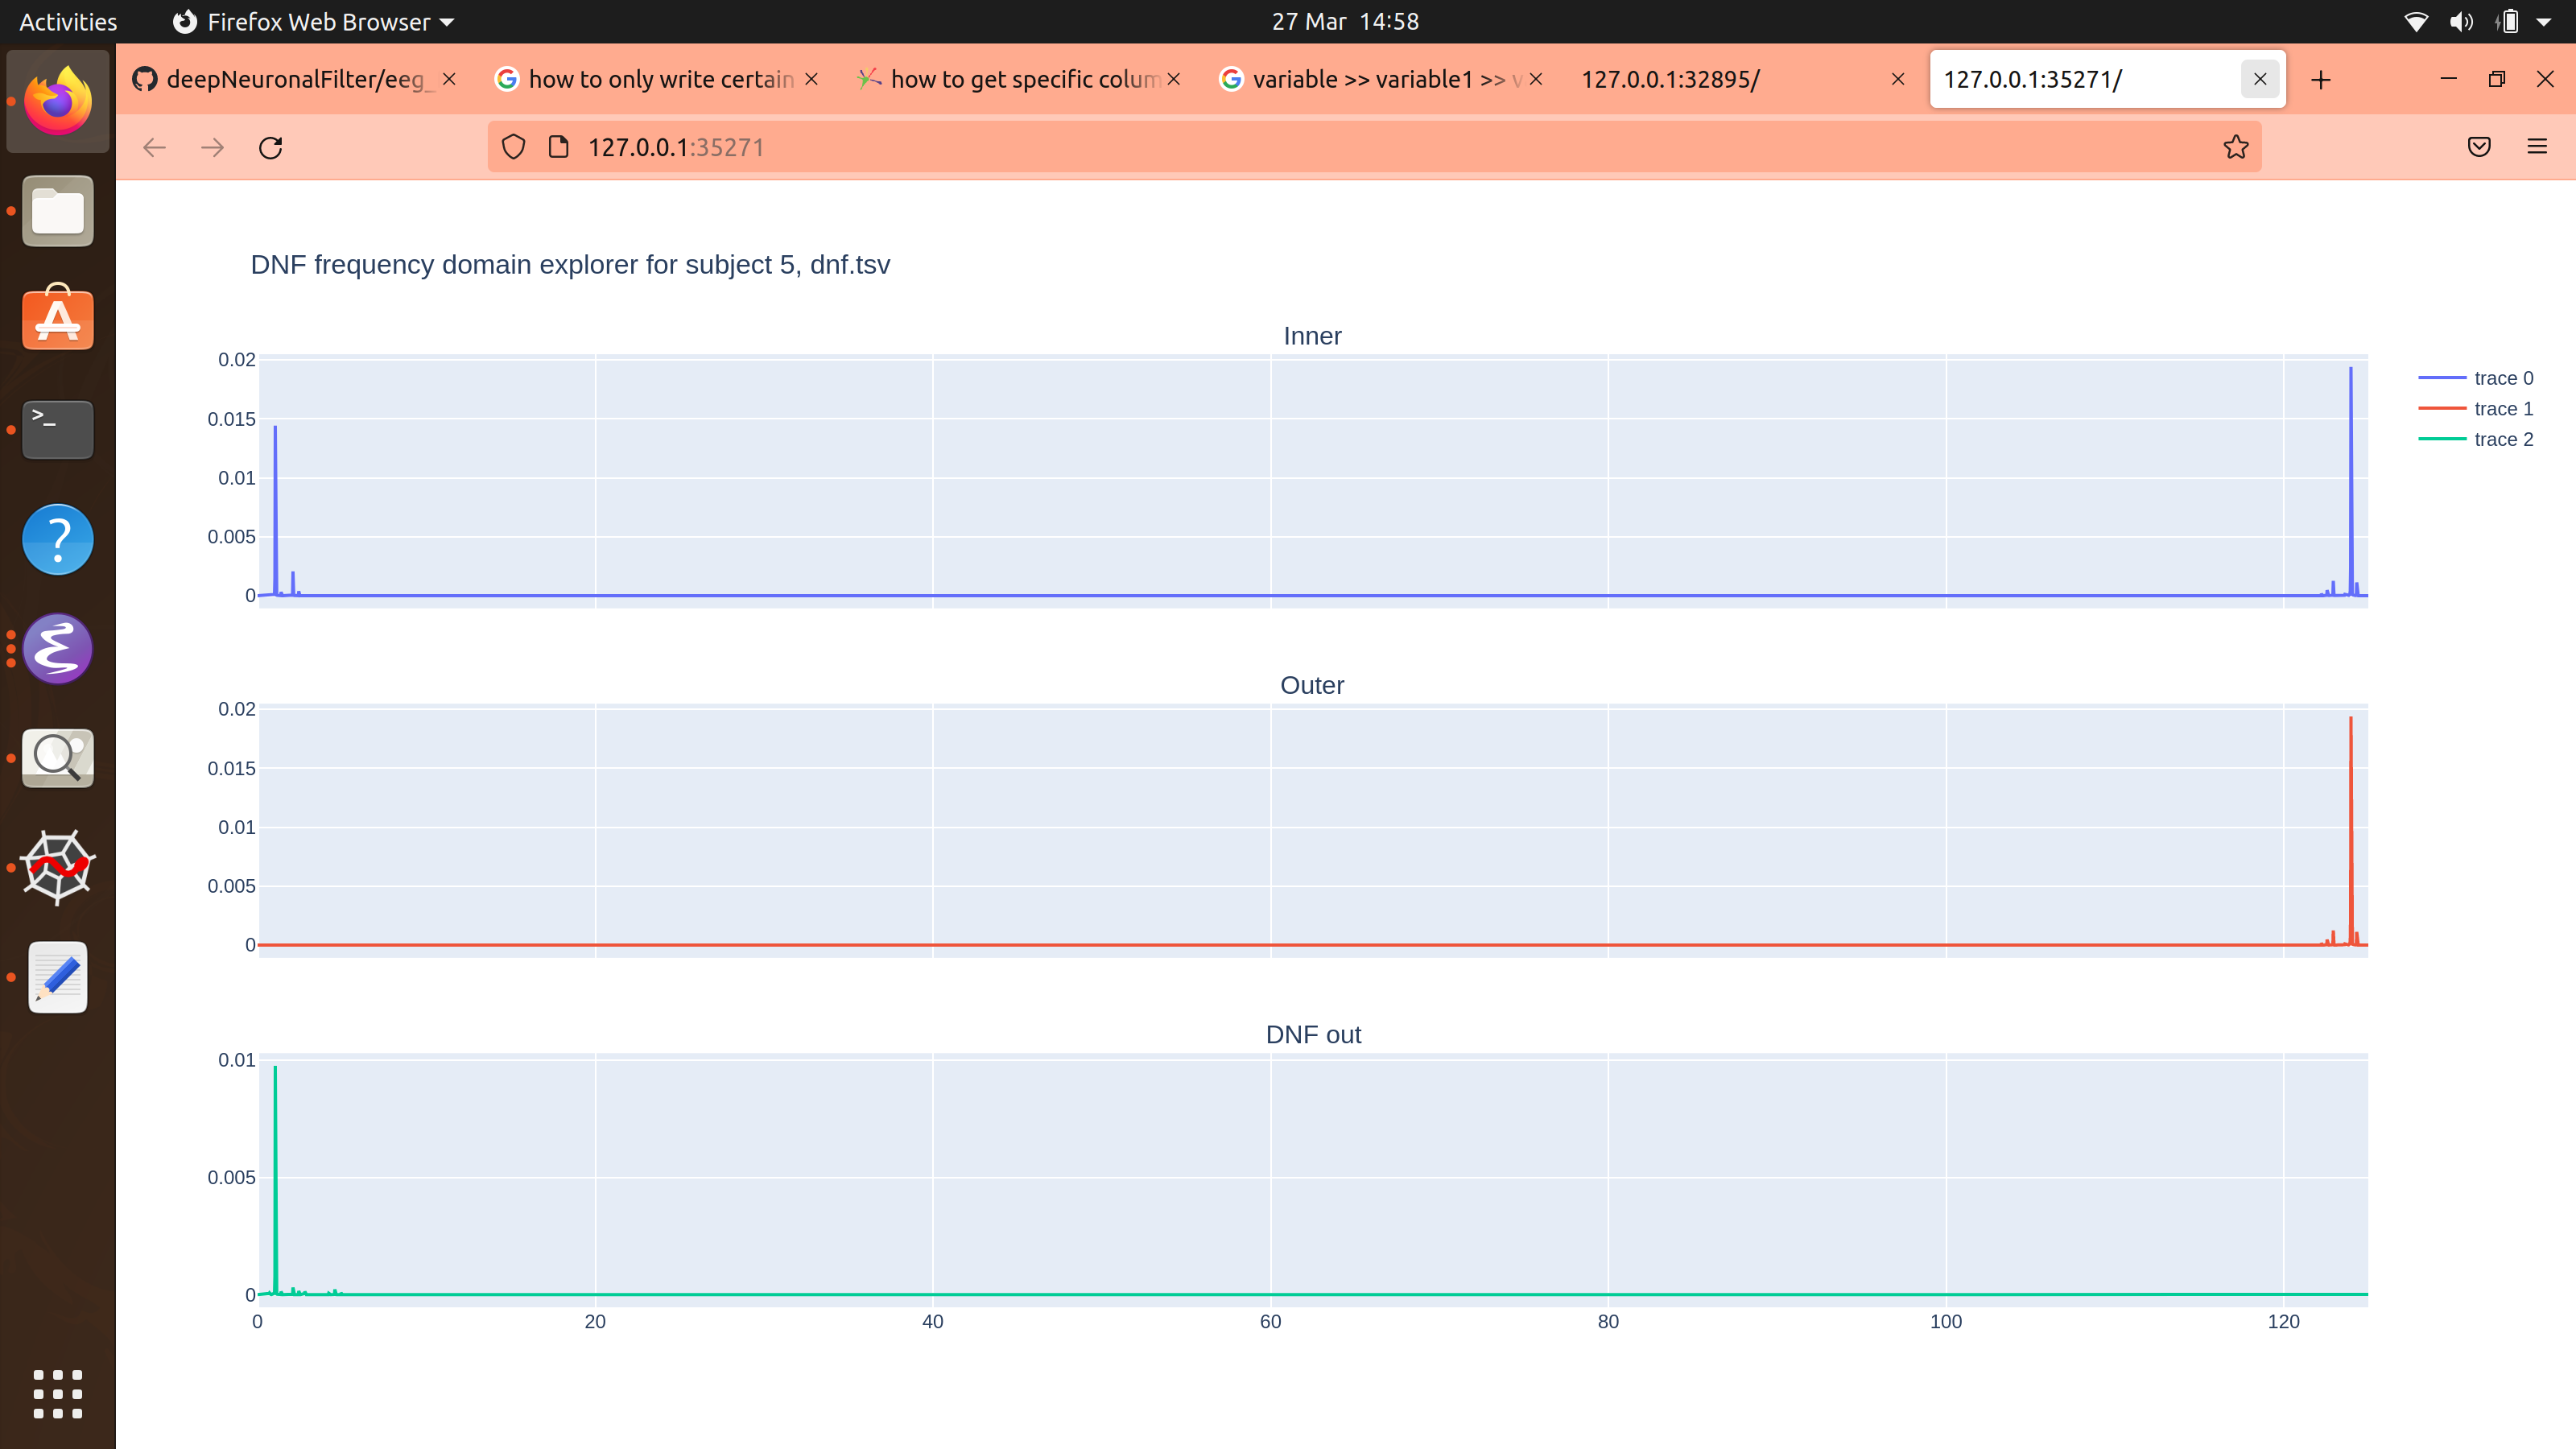 Activities
Firefox Web Browser
27 Mar 14:58
deepNeuronalFilter/eeg_
how to only write certain
how to get specific colum
variable >> variable1 >> v
127.0.0.1:32895/
127.0.0.1:35271/
127.0.0.1:35271
DNF frequency domain explorer for subject 5, dnf.tsv
Inner
0.02
0.015
0.01
0.005
0
trace 0
trace 1
trace 2
Outer
0.02
0.015
0.01
0.005
0
DNF out
0.01
0.005
0
0 20 40 60 80 100 120